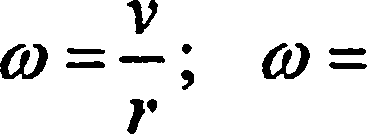 ω = v/r; ω =